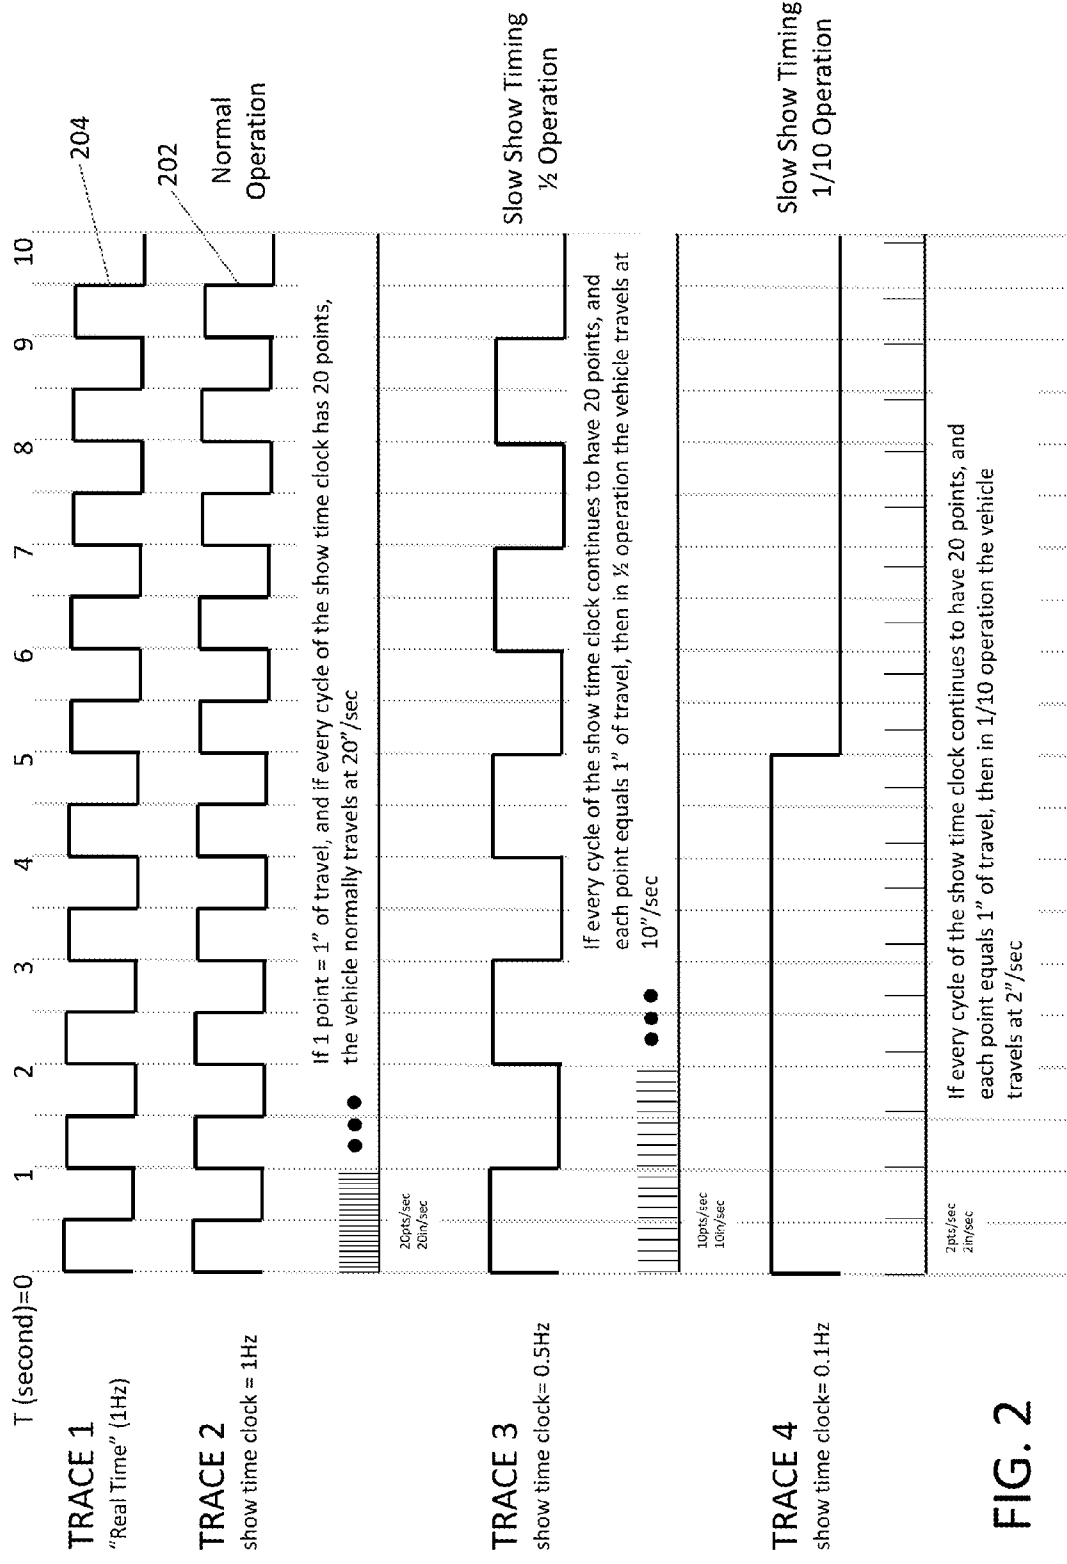 T (second)=0 1 2 3 4 5 6 7 8 9 10
TRACE 1
"Real Time" (1Hz)
204
TRACE 2
show time clock = 1Hz
202
Normal
Operation
If 1 point = 1" of travel, and if every cycle of the show time clock has 20 points,
the vehicle normally travels at 20"/sec
20pts/sec
20in/sec
TRACE 3
show time clock= 0.5Hz
Slow Show Timing
½ Operation
If every cycle of the show time clock continues to have 20 points, and
each point equals 1" of travel, then in ½ operation the vehicle travels at
10"/sec
10pts/sec
10in/sec
TRACE 4
show time clock= 0.1Hz
Slow Show Timing
1/10 Operation
2pts/sec
2in/sec
If every cycle of the show time clock continues to have 20 points, and
each point equals 1" of travel, then in 1/10 operation the vehicle
travels at 2"/sec
FIG. 2